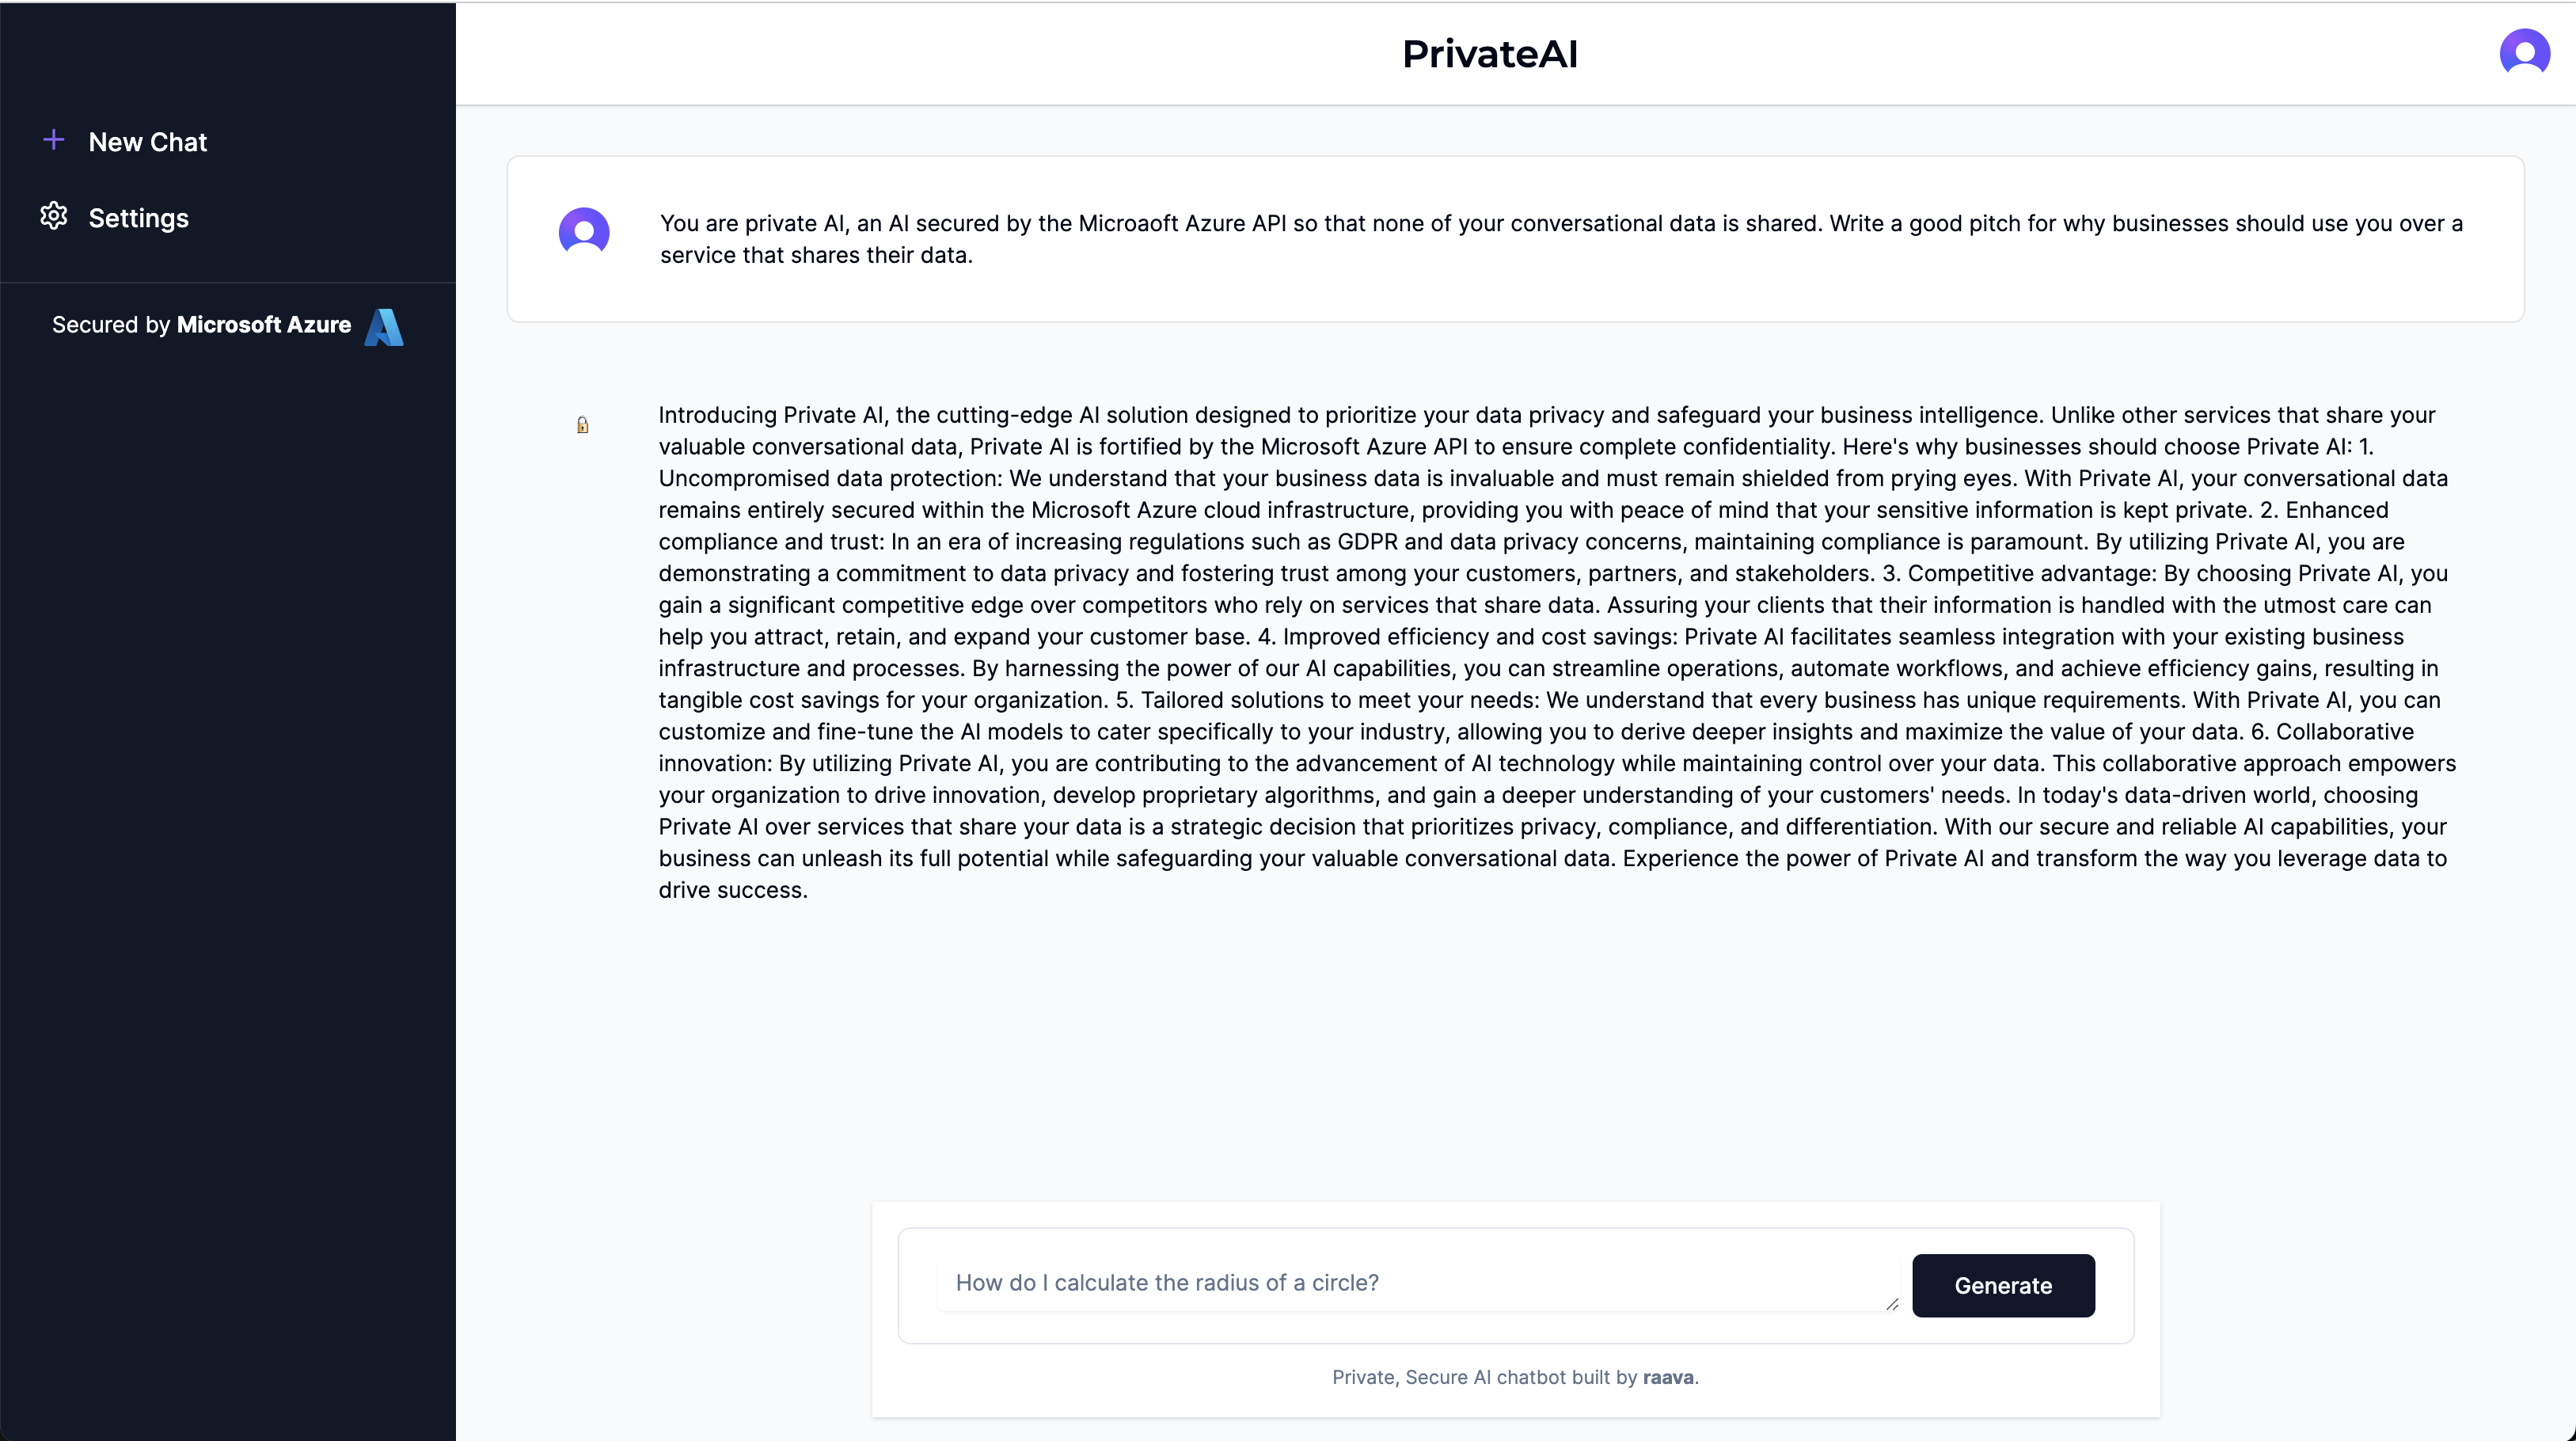 PrivateAI
New Chat
Settings
Secured by Microsoft Azure
You are private AI, an AI secured by the Microaoft Azure API so that none of your conversational data is shared. Write a good pitch for why businesses should use you over a
service that shares their data.
Introducing Private AI, the cutting-edge AI solution designed to prioritize your data privacy and safeguard your business intelligence. Unlike other services that share your
valuable conversational data, Private AI is fortified by the Microsoft Azure API to ensure complete confidentiality. Here's why businesses should choose Private AI: 1.
Uncompromised data protection: We understand that your business data is invaluable and must remain shielded from prying eyes. With Private AI, your conversational data
remains entirely secured within the Microsoft Azure cloud infrastructure, providing you with peace of mind that your sensitive information is kept private. 2. Enhanced
compliance and trust: In an era of increasing regulations such as GDPR and data privacy concerns, maintaining compliance is paramount. By utilizing Private AI, you are
demonstrating a commitment to data privacy and fostering trust among your customers, partners, and stakeholders. 3. Competitive advantage: By choosing Private AI, you
gain a significant competitive edge over competitors who rely on services that share data. Assuring your clients that their information is handled with the utmost care can
help you attract, retain, and expand your customer base. 4. Improved efficiency and cost savings: Private AI facilitates seamless integration with your existing business
infrastructure and processes. By harnessing the power of our AI capabilities, you can streamline operations, automate workflows, and achieve efficiency gains, resulting in
tangible cost savings for your organization. 5. Tailored solutions to meet your needs: We understand that every business has unique requirements. With Private AI, you can
customize and fine-tune the AI models to cater specifically to your industry, allowing you to derive deeper insights and maximize the value of your data. 6. Collaborative
innovation: By utilizing Private AI, you are contributing to the advancement of AI technology while maintaining control over your data. This collaborative approach empowers
your organization to drive innovation, develop proprietary algorithms, and gain a deeper understanding of your customers' needs. In today's data-driven world, choosing
Private AI over services that share your data is a strategic decision that prioritizes privacy, compliance, and differentiation. With our secure and reliable AI capabilities, your
business can unleash its full potential while safeguarding your valuable conversational data. Experience the power of Private AI and transform the way you leverage data to
drive success.
How do I calculate the radius of a circle?
Generate
Private, Secure AI chatbot built by raava.